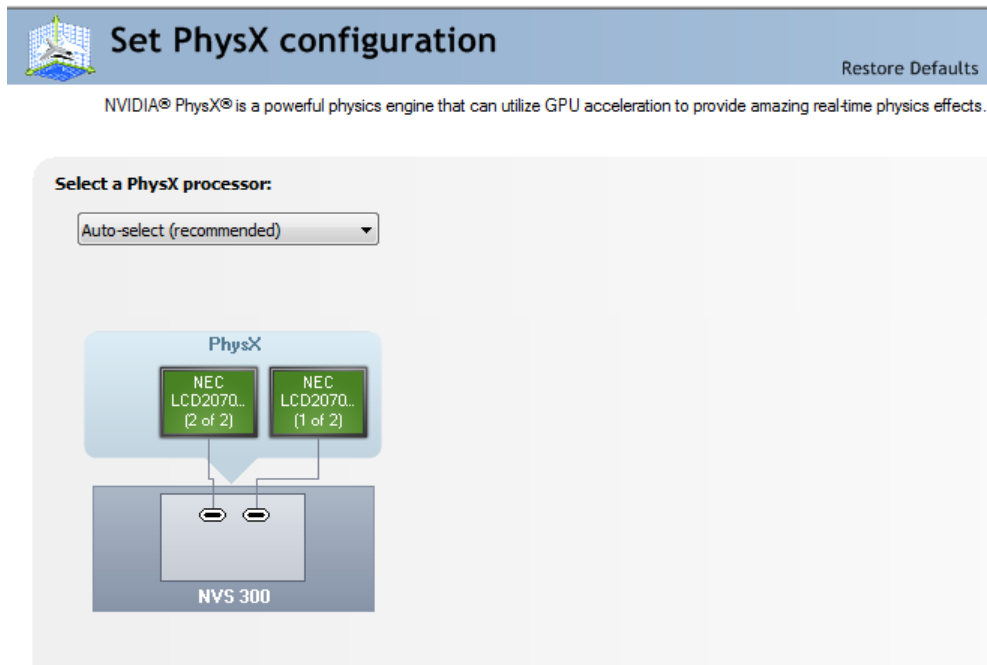 Set PhysX configuration
Restore Defaults
NVIDIA® PhysX® is a powerful physics engine that can utilize GPU acceleration to provide amazing real-time physics effects.
Select a PhysX processor:
Auto-select (recommended)
PhysX
NEC
LCD2070...
(2 of 2)
NEC
LCD2070...
(1 of 2)
NVS 300